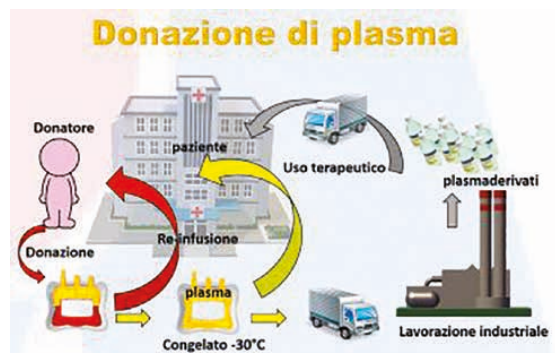 Donazione di plasma
Donatore
paziente
Uso terapeutico
plasmaderivati
Donazione
Re-infusione
plasma
Congelato -30°C
Lavorazione industriale